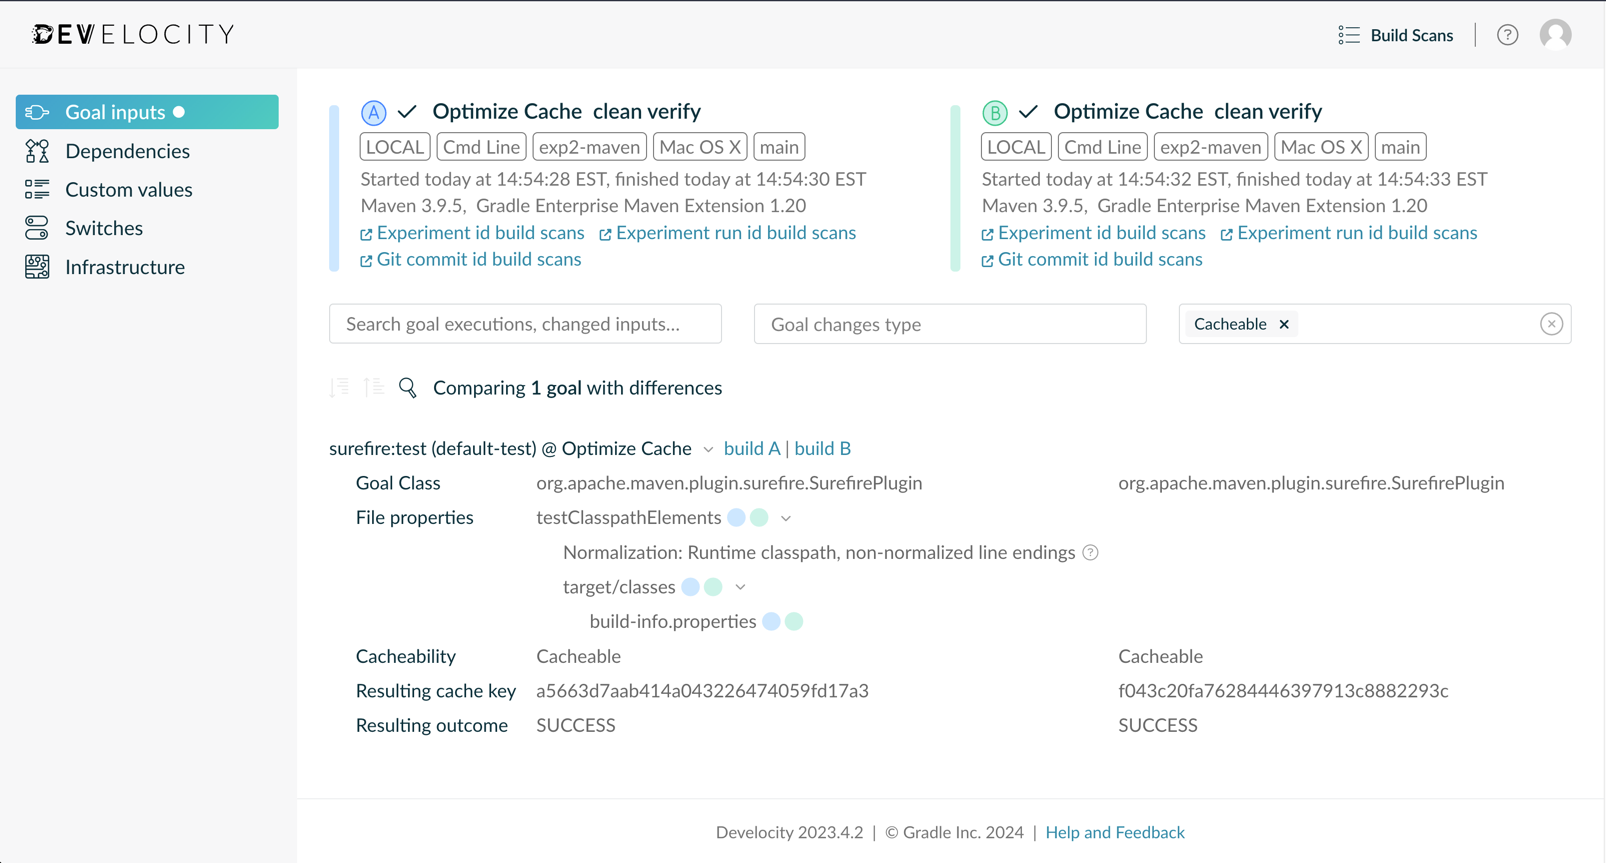 DEVELOCITY
Build Scans
?
Goal inputs
Dependencies
Custom values
Switches
Infrastructure
A Optimize Cache clean verify
LOCAL Cmd Line exp2-maven Mac OS X main
Started today at 14:54:28 EST, finished today at 14:54:30 EST
Maven 3.9.5, Gradle Enterprise Maven Extension 1.20
Experiment id build scans Experiment run id build scans
Git commit id build scans
B Optimize Cache clean verify
LOCAL Cmd Line exp2-maven Mac OS X main
Started today at 14:54:32 EST, finished today at 14:54:33 EST
Maven 3.9.5, Gradle Enterprise Maven Extension 1.20
Experiment id build scans Experiment run id build scans
Git commit id build scans
Search goal executions, changed inputs...
Goal changes type
Cacheable
Comparing 1 goal with differences
surefire:test (default-test) @ Optimize Cache build A | build B
Goal Class org.apache.maven.plugin.surefire.SurefirePlugin org.apache.maven.plugin.surefire.SurefirePlugin
File properties testClasspathElements
Normalization: Runtime classpath, non-normalized line endings ?
target/classes
build-info.properties
Cacheability Cacheable Cacheable
Resulting cache key a5663d7aab414a043226474059fd17a3 f043c20fa76284446397913c8882293c
Resulting outcome SUCCESS SUCCESS
Develocity 2023.4.2 | © Gradle Inc. 2024 | Help and Feedback